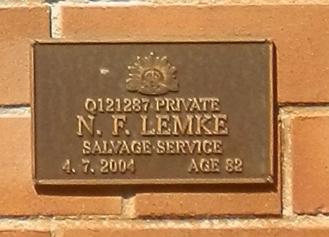 Q121287 PRIVATE
N. F. LEMKE
SALVAGE SERVICE
4. 7. 2004 AGE 82